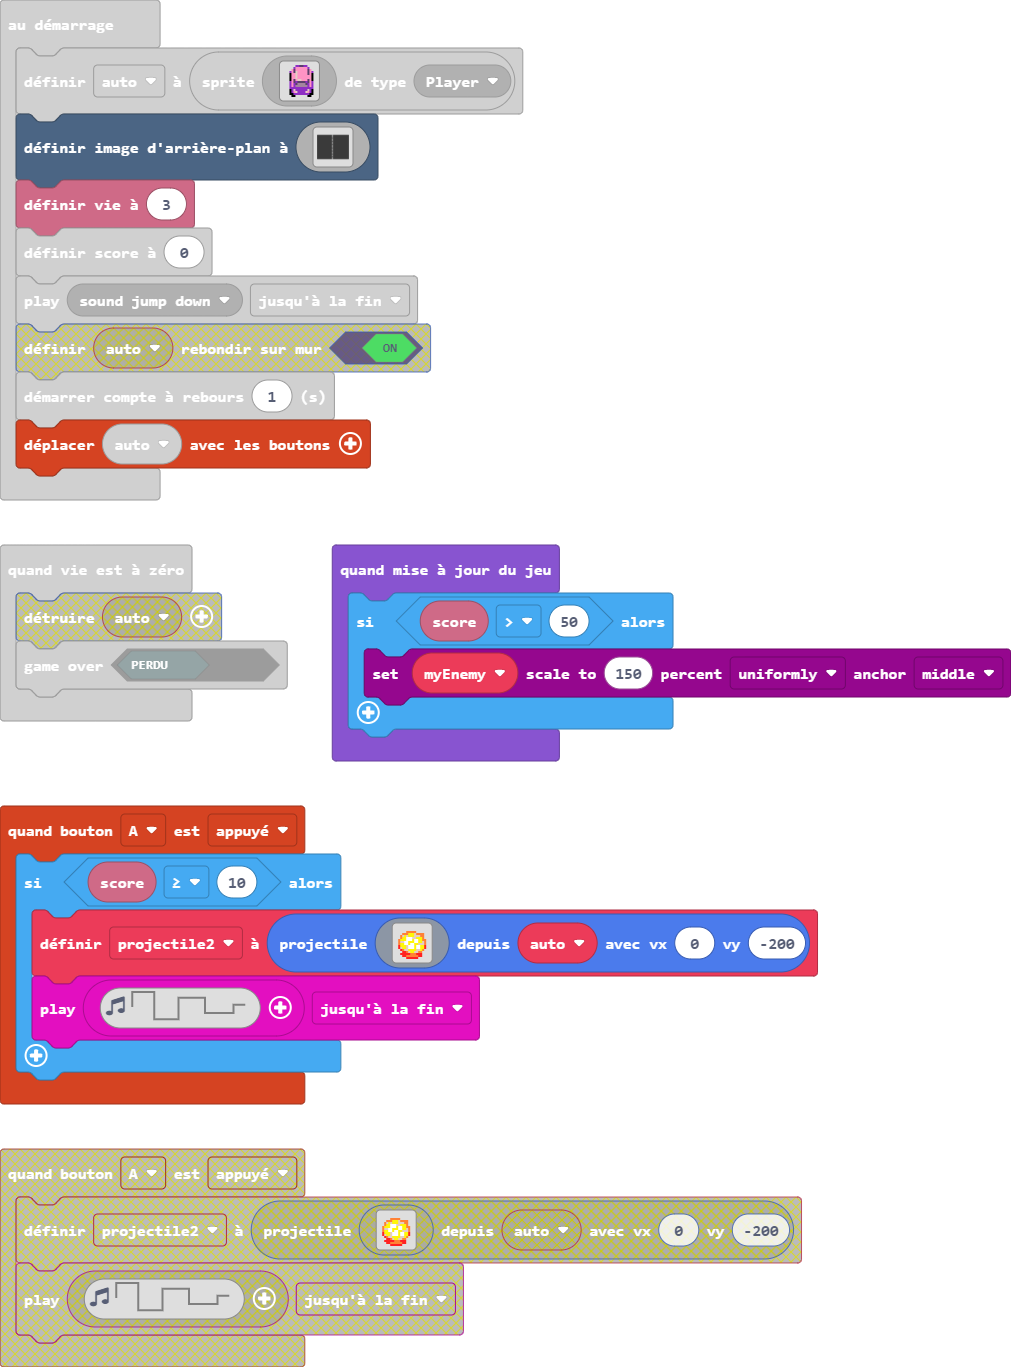 au démarrage
définir auto à sprite de type Player
définir image d'arrière-plan à
définir vie à 3
définir score à 0
play sound jump down jusqu'à la fin
définir auto rebondir sur mur ON
démarrer compte à rebours 1 (s)
déplacer auto avec les boutons
quand vie est à zéro
détruire auto
game over PERDU
quand mise à jour du jeu
si score > 50 alors
set myEnemy scale to 150 percent uniformly anchor middle
quand bouton A est appuyé
si score ≥ 10 alors
définir projectile2 à projectile depuis auto avec vx 0 vy -200
play jusqu'à la fin
quand bouton A est appuyé
définir projectile2 à projectile depuis auto avec vx 0 vy -200
play jusqu'à la fin